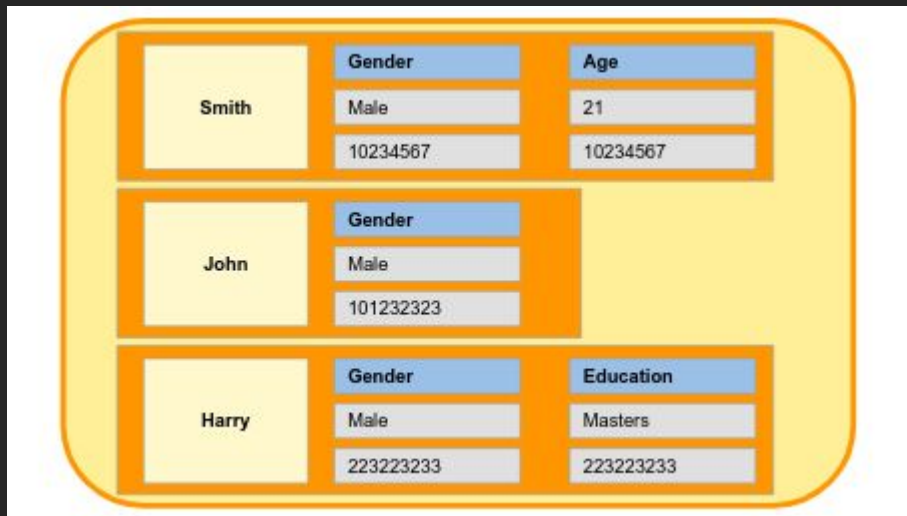 Gender Age
Smith Male 21
10234567 10234567
Gender
John Male
101232323
Gender Education
Harry Male Masters
223223233 223223233